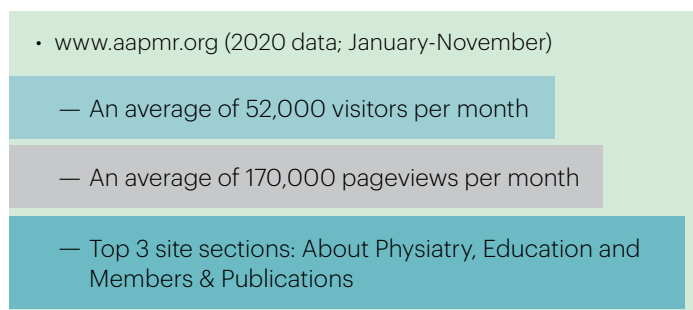 • www.aapmr.org (2020 data; January-November)
— An average of 52,000 visitors per month
— An average of 170,000 pageviews per month
— Top 3 site sections: About Physiatry, Education and
Members & Publications